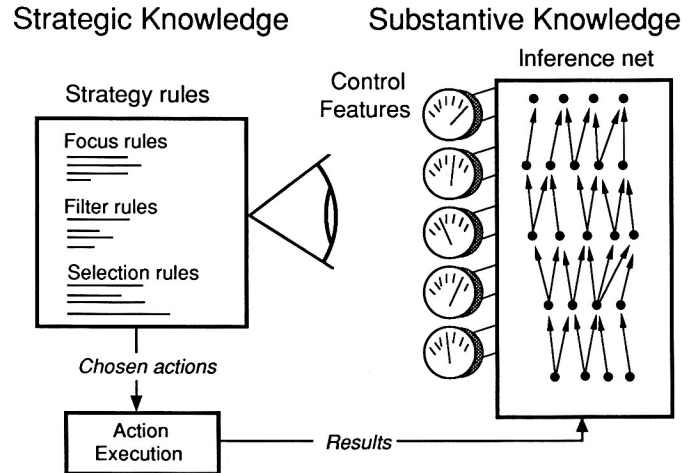 Strategic Knowledge
Substantive Knowledge
Inference net
Control
Features
Strategy rules
Focus rules
Filter rules
Selection rules
Chosen actions
Action
Execution
Results